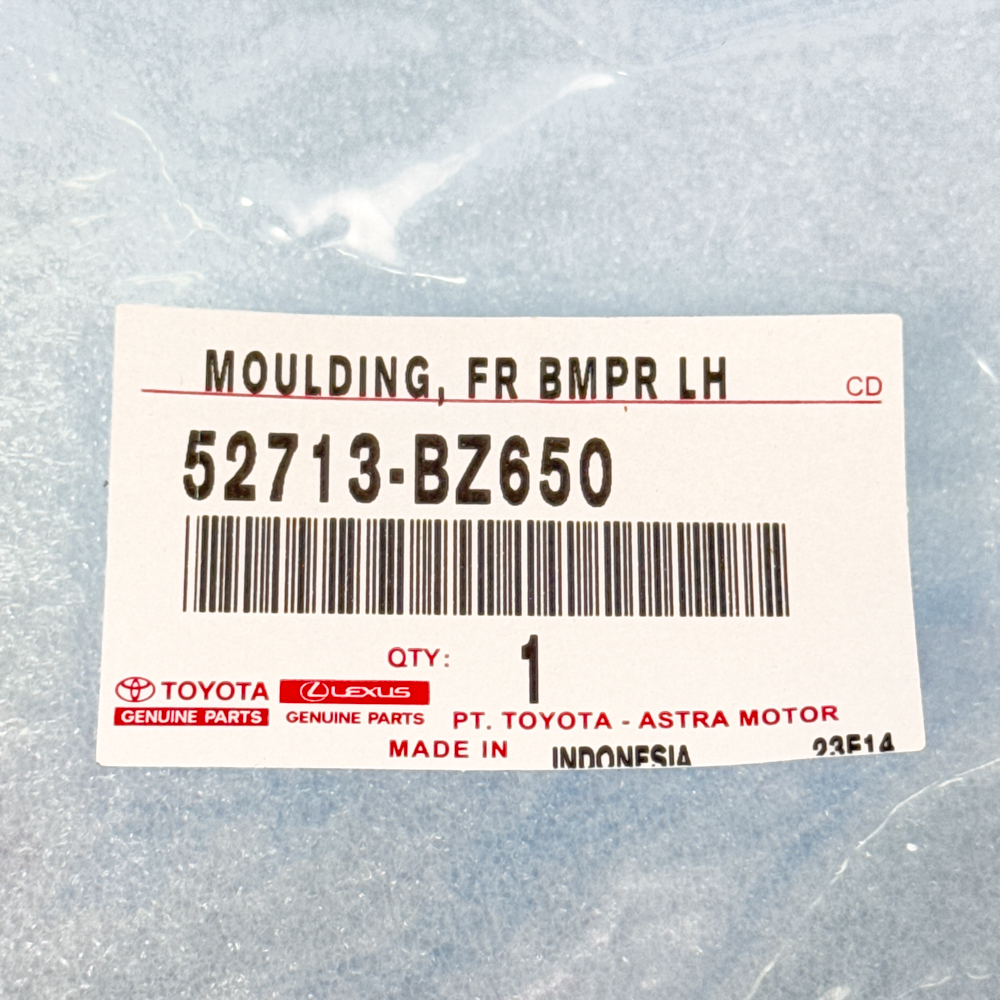 MOULDING, FR BMPR LH
CD
52713-BZ650
QTY: 1
TOYOTA LEXUS
GENUINE PARTS GENUINE PARTS PT. TOYOTA - ASTRA MOTOR
MADE IN INDONESIA 23E14